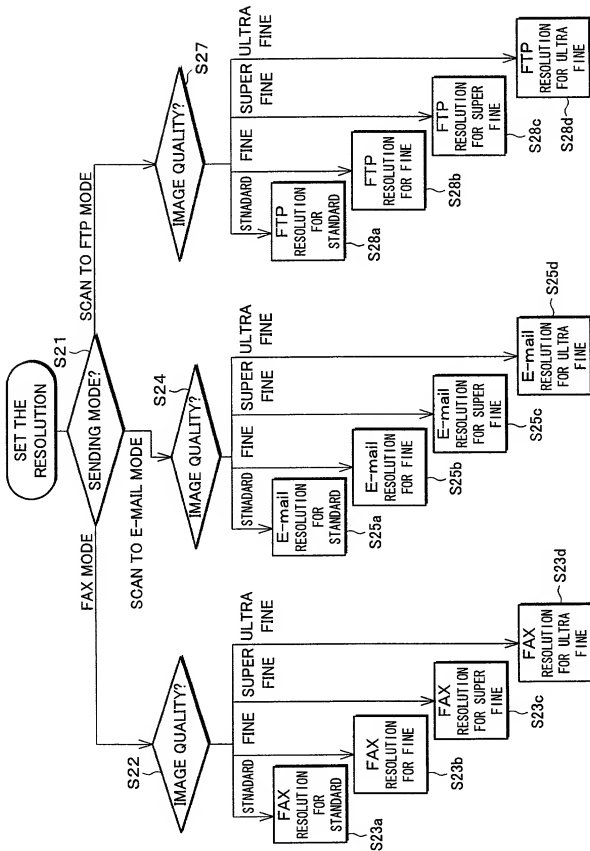 SET THE
RESOLUTION
S21
SENDING MODE?
FAX MODE
SCAN TO E-MAIL MODE
SCAN TO FTP MODE
S22
IMAGE QUALITY?
STNADARD
FINE
SUPER
FINE
ULTRA
FINE
FAX
RESOLUTION
FOR
STANDARD
S23a
FAX
RESOLUTION
FOR FINE
S23b
FAX
RESOLUTION
FOR SUPER
FINE
S23c
FAX
RESOLUTION
FOR ULTRA
FINE
S23d
S24
IMAGE QUALITY?
STNADARD
FINE
SUPER
FINE
ULTRA
FINE
E-mail
RESOLUTION
FOR
STANDARD
S25a
E-mail
RESOLUTION
FOR FINE
S25b
E-mail
RESOLUTION
FOR SUPER
FINE
S25c
E-mail
RESOLUTION
FOR ULTRA
FINE
S25d
S27
IMAGE QUALITY?
STNADARD
FINE
SUPER
FINE
ULTRA
FINE
FTP
RESOLUTION
FOR
STANDARD
S28a
FTP
RESOLUTION
FOR FINE
S28b
FTP
RESOLUTION
FOR SUPER
FINE
S28c
FTP
RESOLUTION
FOR ULTRA
FINE
S28d